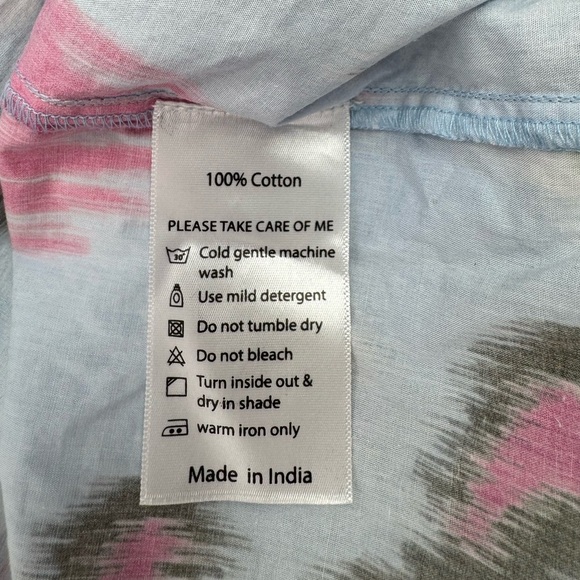 100% Cotton
PLEASE TAKE CARE OF ME
30°
Cold gentle machine
wash
Use mild detergent
Do not tumble dry
Do not bleach
Turn inside out &
dry in shade
warm iron only
Made in India